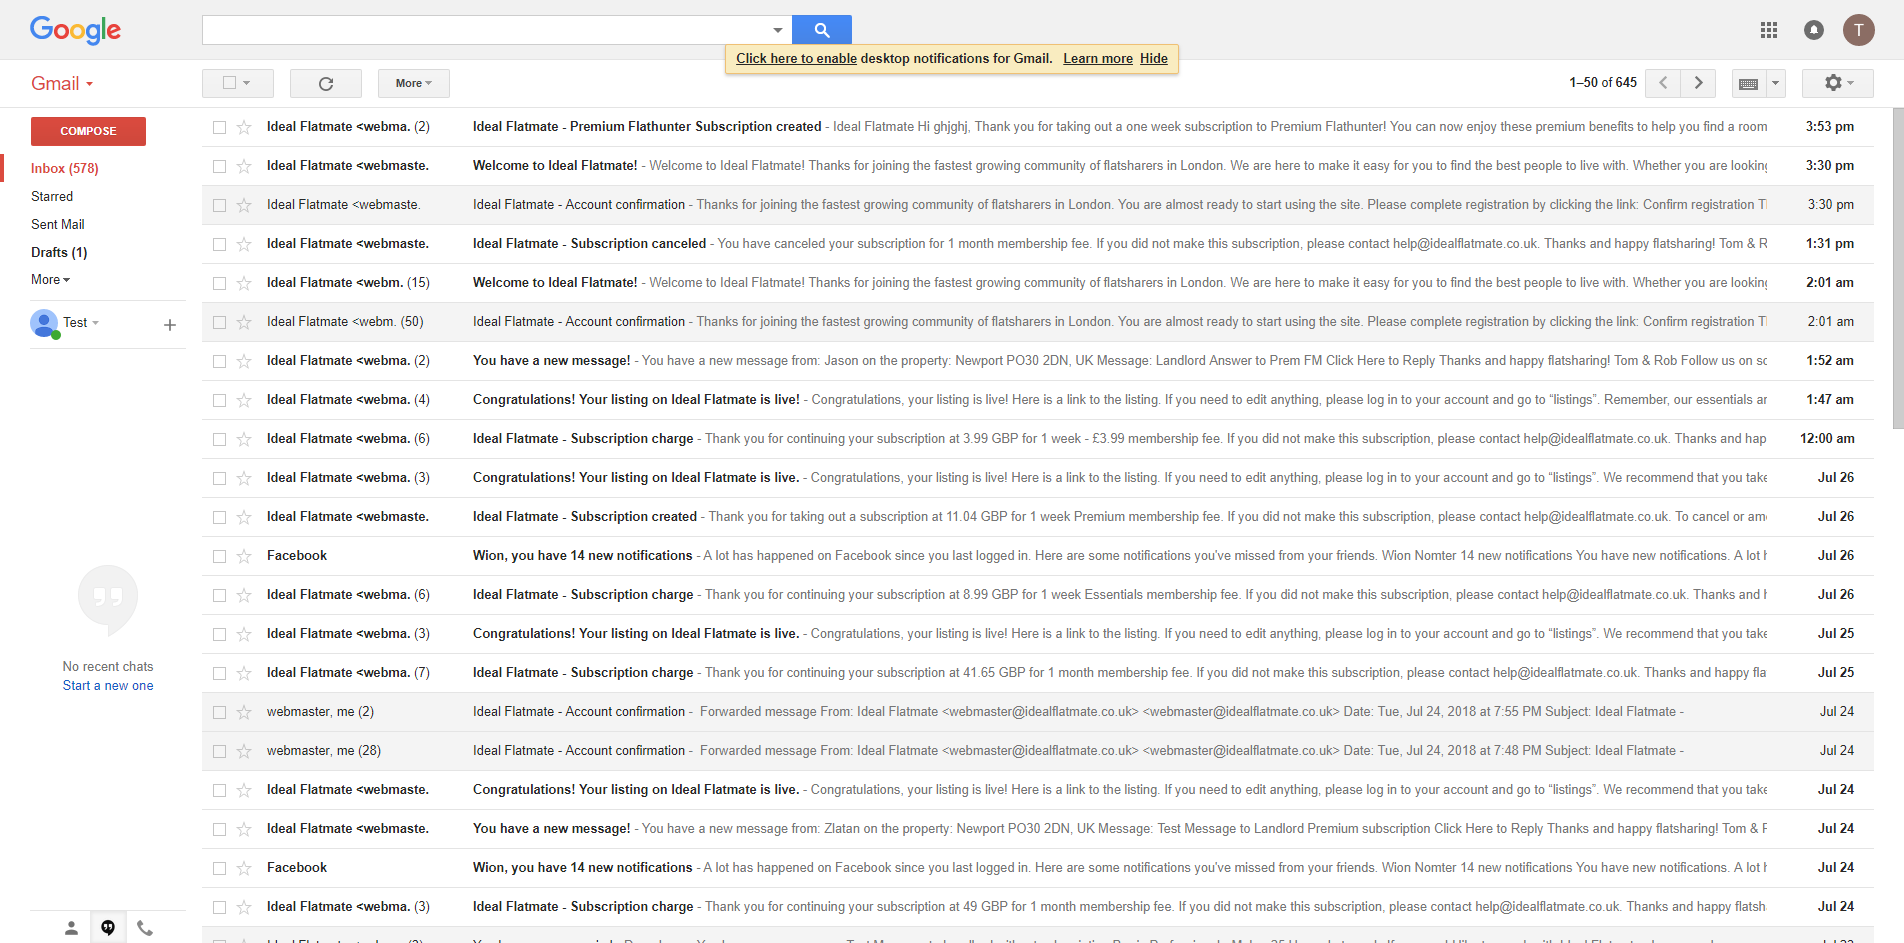 Google
T
Click here to enable desktop notifications for Gmail. Learn more Hide
Gmail
More
1–50 of 645
COMPOSE
Inbox (578)
Starred
Sent Mail
Drafts (1)
More
Test
No recent chats
Start a new one
Ideal Flatmate <webma. (2) Ideal Flatmate - Premium Flathunter Subscription created - Ideal Flatmate Hi ghjghj, Thank you for taking out a one week subscription to Premium Flathunter! You can now enjoy these premium benefits to help you find a room 3:53 pm
Ideal Flatmate <webmaste. Welcome to Ideal Flatmate! - Welcome to Ideal Flatmate! Thanks for joining the fastest growing community of flatsharers in London. We are here to make it easy for you to find the best people to live with. Whether you are looking 3:30 pm
Ideal Flatmate <webmaste. Ideal Flatmate - Account confirmation - Thanks for joining the fastest growing community of flatsharers in London. You are almost ready to start using the site. Please complete registration by clicking the link: Confirm registration 3:30 pm
Ideal Flatmate <webmaste. Ideal Flatmate - Subscription canceled - You have canceled your subscription for 1 month membership fee. If you did not make this subscription, please contact help@idealflatmate.co.uk. Thanks and happy flatsharing! Tom & R 1:31 pm
Ideal Flatmate <webm. (15) Welcome to Ideal Flatmate! - Welcome to Ideal Flatmate! Thanks for joining the fastest growing community of flatsharers in London. We are here to make it easy for you to find the best people to live with. Whether you are looking 2:01 am
Ideal Flatmate <webm. (50) Ideal Flatmate - Account confirmation - Thanks for joining the fastest growing community of flatsharers in London. You are almost ready to start using the site. Please complete registration by clicking the link: Confirm registration 2:01 am
Ideal Flatmate <webma. (2) You have a new message! - You have a new message from: Jason on the property: Newport PO30 2DN, UK Message: Landlord Answer to Prem FM Click Here to Reply Thanks and happy flatsharing! Tom & Rob Follow us on so 1:52 am
Ideal Flatmate <webma. (4) Congratulations! Your listing on Ideal Flatmate is live! - Congratulations, your listing is live! Here is a link to the listing. If you need to edit anything, please log in to your account and go to “listings”. Remember, our essentials ar 1:47 am
Ideal Flatmate <webma. (6) Ideal Flatmate - Subscription charge - Thank you for continuing your subscription at 3.99 GBP for 1 week - £3.99 membership fee. If you did not make this subscription, please contact help@idealflatmate.co.uk. Thanks and hap 12:00 am
Ideal Flatmate <webma. (3) Congratulations! Your listing on Ideal Flatmate is live. - Congratulations, your listing is live! Here is a link to the listing. If you need to edit anything, please log in to your account and go to “listings”. We recommend that you take Jul 26
Ideal Flatmate <webmaste. Ideal Flatmate - Subscription created - Thank you for taking out a subscription at 11.04 GBP for 1 week Premium membership fee. If you did not make this subscription, please contact help@idealflatmate.co.uk. To cancel or ame Jul 26
Facebook Wion, you have 14 new notifications - A lot has happened on Facebook since you last logged in. Here are some notifications you've missed from your friends. Wion Nomter 14 new notifications You have new notifications. A lot h Jul 26
Ideal Flatmate <webma. (6) Ideal Flatmate - Subscription charge - Thank you for continuing your subscription at 8.99 GBP for 1 week Essentials membership fee. If you did not make this subscription, please contact help@idealflatmate.co.uk. Thanks and h Jul 26
Ideal Flatmate <webma. (3) Congratulations! Your listing on Ideal Flatmate is live. - Congratulations, your listing is live! Here is a link to the listing. If you need to edit anything, please log in to your account and go to “listings”. We recommend that you take Jul 25
Ideal Flatmate <webma. (7) Ideal Flatmate - Subscription charge - Thank you for continuing your subscription at 41.65 GBP for 1 month membership fee. If you did not make this subscription, please contact help@idealflatmate.co.uk. Thanks and happy fla Jul 25
webmaster, me (2) Ideal Flatmate - Account confirmation - Forwarded message From: Ideal Flatmate <webmaster@idealflatmate.co.uk> <webmaster@idealflatmate.co.uk> Date: Tue, Jul 24, 2018 at 7:55 PM Subject: Ideal Flatmate - Jul 24
webmaster, me (28) Ideal Flatmate - Account confirmation - Forwarded message From: Ideal Flatmate <webmaster@idealflatmate.co.uk> <webmaster@idealflatmate.co.uk> Date: Tue, Jul 24, 2018 at 7:48 PM Subject: Ideal Flatmate - Jul 24
Ideal Flatmate <webmaste. Congratulations! Your listing on Ideal Flatmate is live. - Congratulations, your listing is live! Here is a link to the listing. If you need to edit anything, please log in to your account and go to “listings”. We recommend that you take Jul 24
Ideal Flatmate <webmaste. You have a new message! - You have a new message from: Zlatan on the property: Newport PO30 2DN, UK Message: Test Message to Landlord Premium subscription Click Here to Reply Thanks and happy flatsharing! Tom & F Jul 24
Facebook Wion, you have 14 new notifications - A lot has happened on Facebook since you last logged in. Here are some notifications you've missed from your friends. Wion Nomter 14 new notifications You have new notifications. A lot h Jul 24
Ideal Flatmate <webma. (3) Ideal Flatmate - Subscription charge - Thank you for continuing your subscription at 49 GBP for 1 month membership fee. If you did not make this subscription, please contact help@idealflatmate.co.uk. Thanks and happy flatsh Jul 24